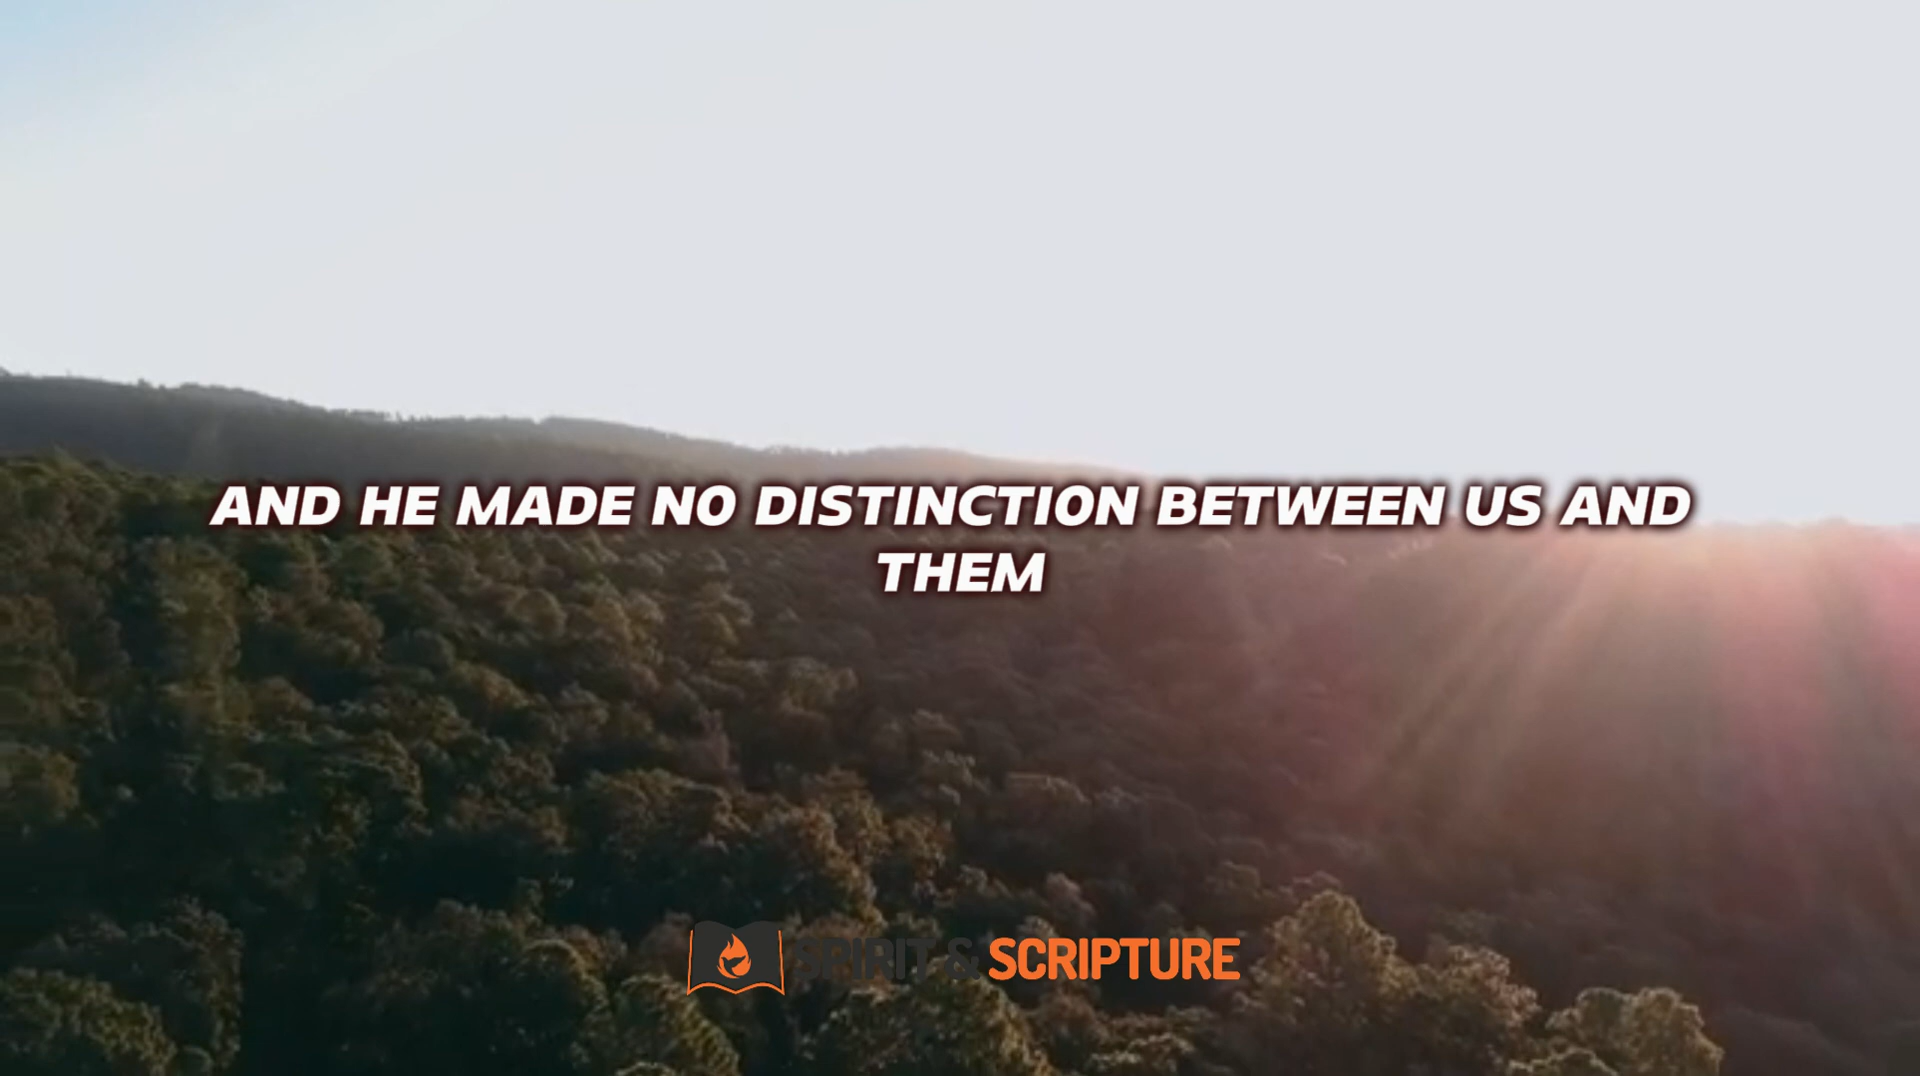 AND HE MADE NO DISTINCTION BETWEEN US AND
THEM
SPIRIT & SCRIPTURE